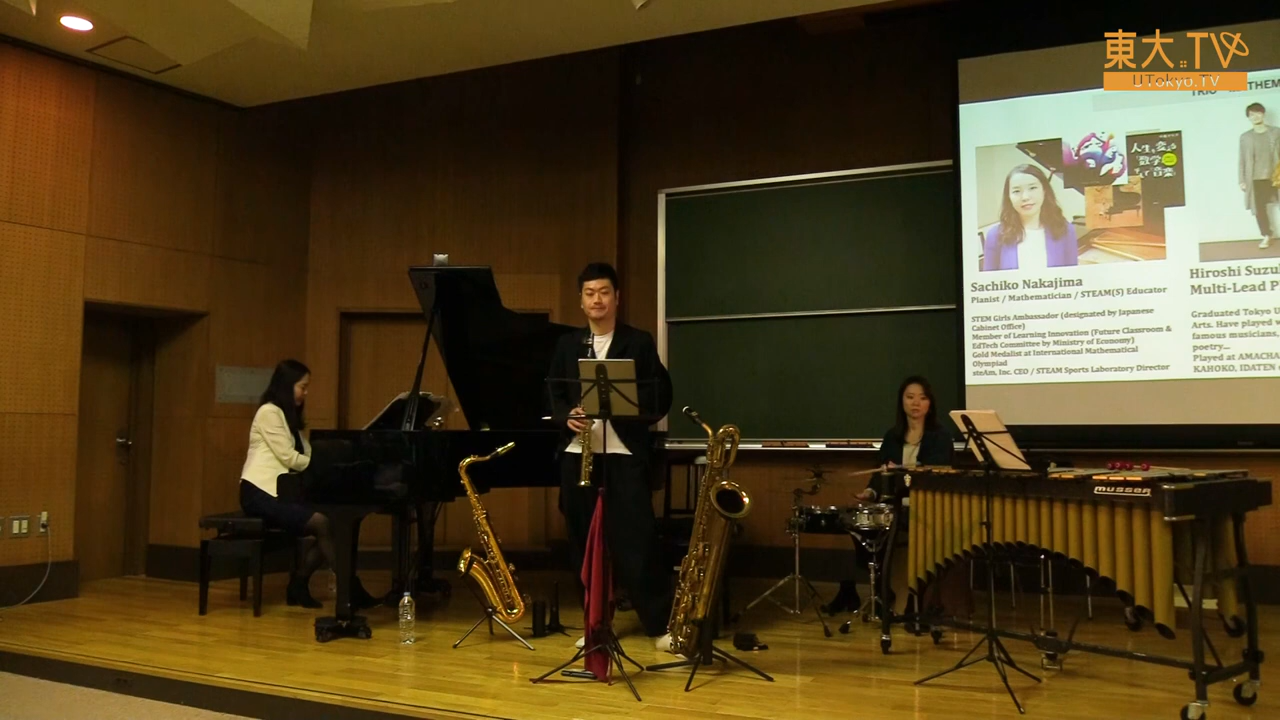 東大.TV
UTokyo.TV
人生を変える
「数学」
そして音楽
Sachiko Nakajima
Pianist / Mathematician / STEAM(S) Educator
STEM Girls Ambassador (designated by Japanese
Cabinet Office)
Member of Learning Innovation (Future Classroom &
EdTech Committee by Ministry of Economy)
Gold Medalist at International Mathematical
Olympiad
steAm, Inc. CEO / STEAM Sports Laboratory Director
Hiroshi Suzu
Multi-Lead P
Graduated Tokyo U
Arts. Have played
famous musicians,
poetry...
Played at AMACHA
KAHOKO, IDATEN
musser